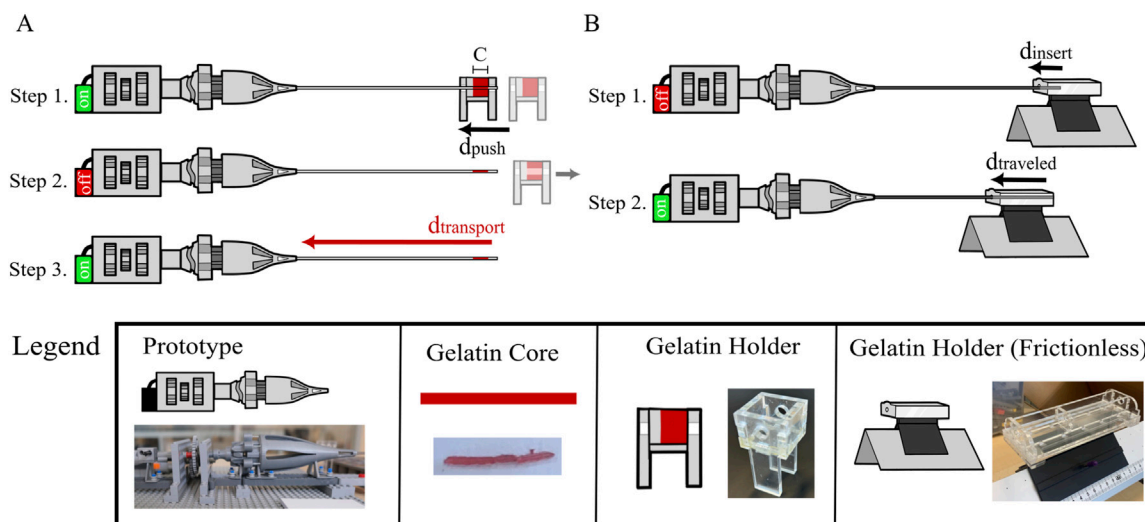 A
B
C
Step 1.
on
dpush
Step 2.
off
dtransport
Step 3.
on
dinsert
Step 1.
off
dtraveled
Step 2.
on
Legend
Prototype
Gelatin Core
Gelatin Holder
Gelatin Holder (Frictionless)